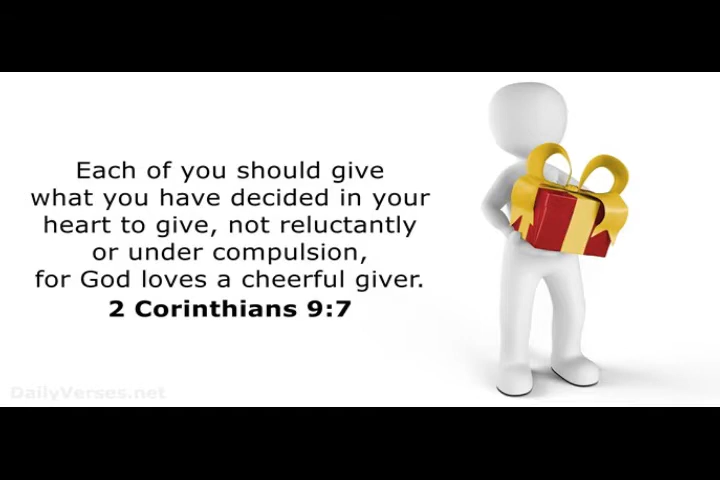 Each of you should give
what you have decided in your
heart to give, not reluctantly
or under compulsion,
for God loves a cheerful giver.
2 Corinthians 9:7
DailyVerses.net